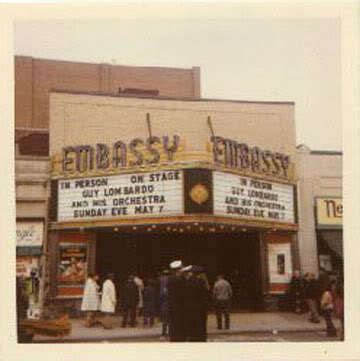 EMBASSY
EMBASSY
IN PERSON ON STAGE
GUY LOMBARDO
AND HIS ORCHESTRA
SUNDAY EVE MAY 7
IN PERSON
GUY LOMBARDO
AND HIS ORCHESTRA
SUNDAY EVE MAY 7